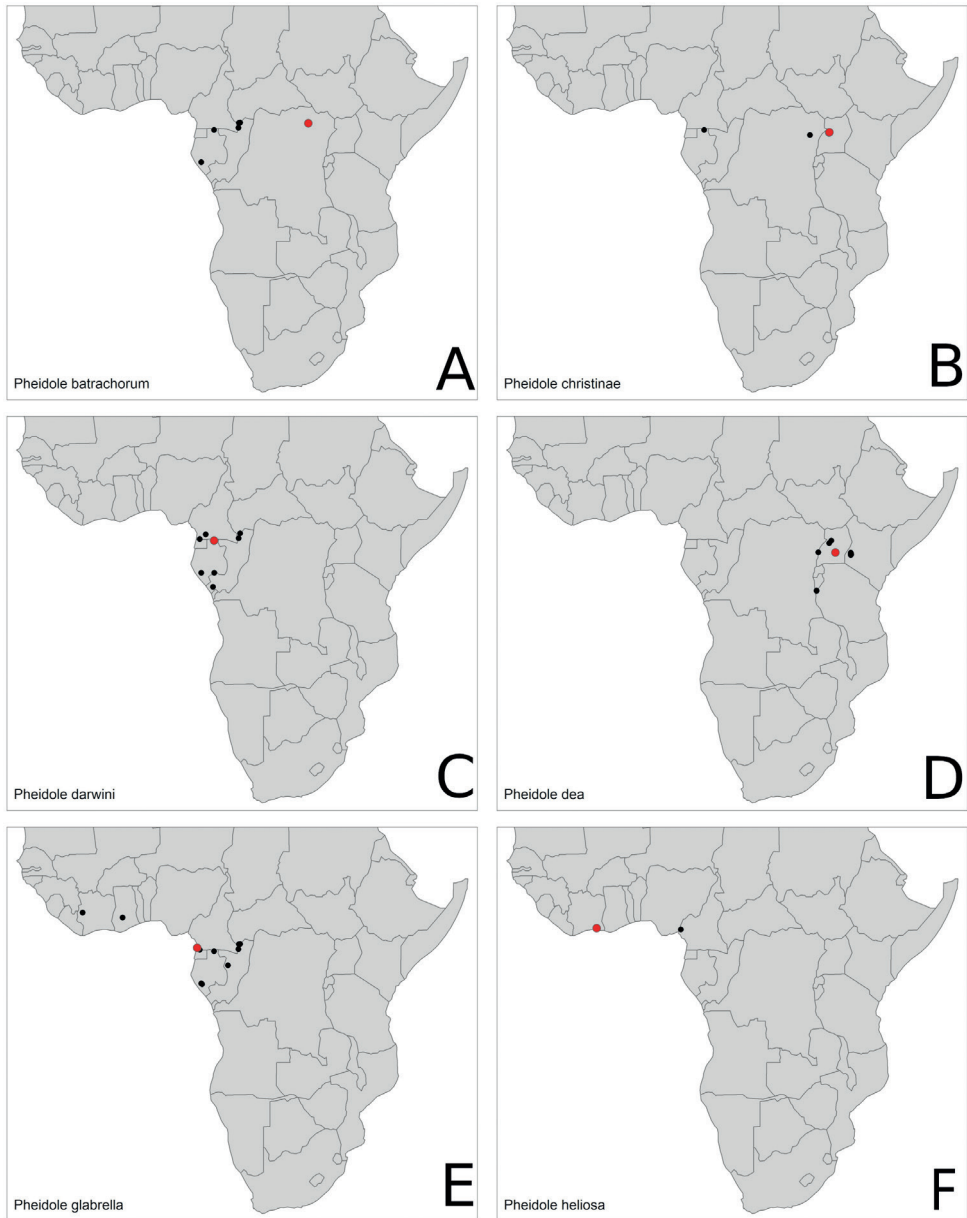 Pheidole batrachorum
A
Pheidole christinae
B
Pheidole darwini
C
Pheidole dea
D
Pheidole glabrella
E
Pheidole heliosa
F